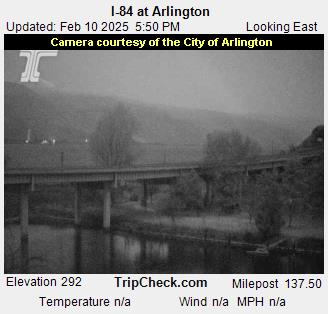 I-84 at Arlington
Updated: Feb 10 2025 5:50 PM Looking East
Camera courtesy of the City of Arlington
Elevation 292 TripCheck.com Milepost 137.50
Temperature n/a Wind n/a MPH n/a